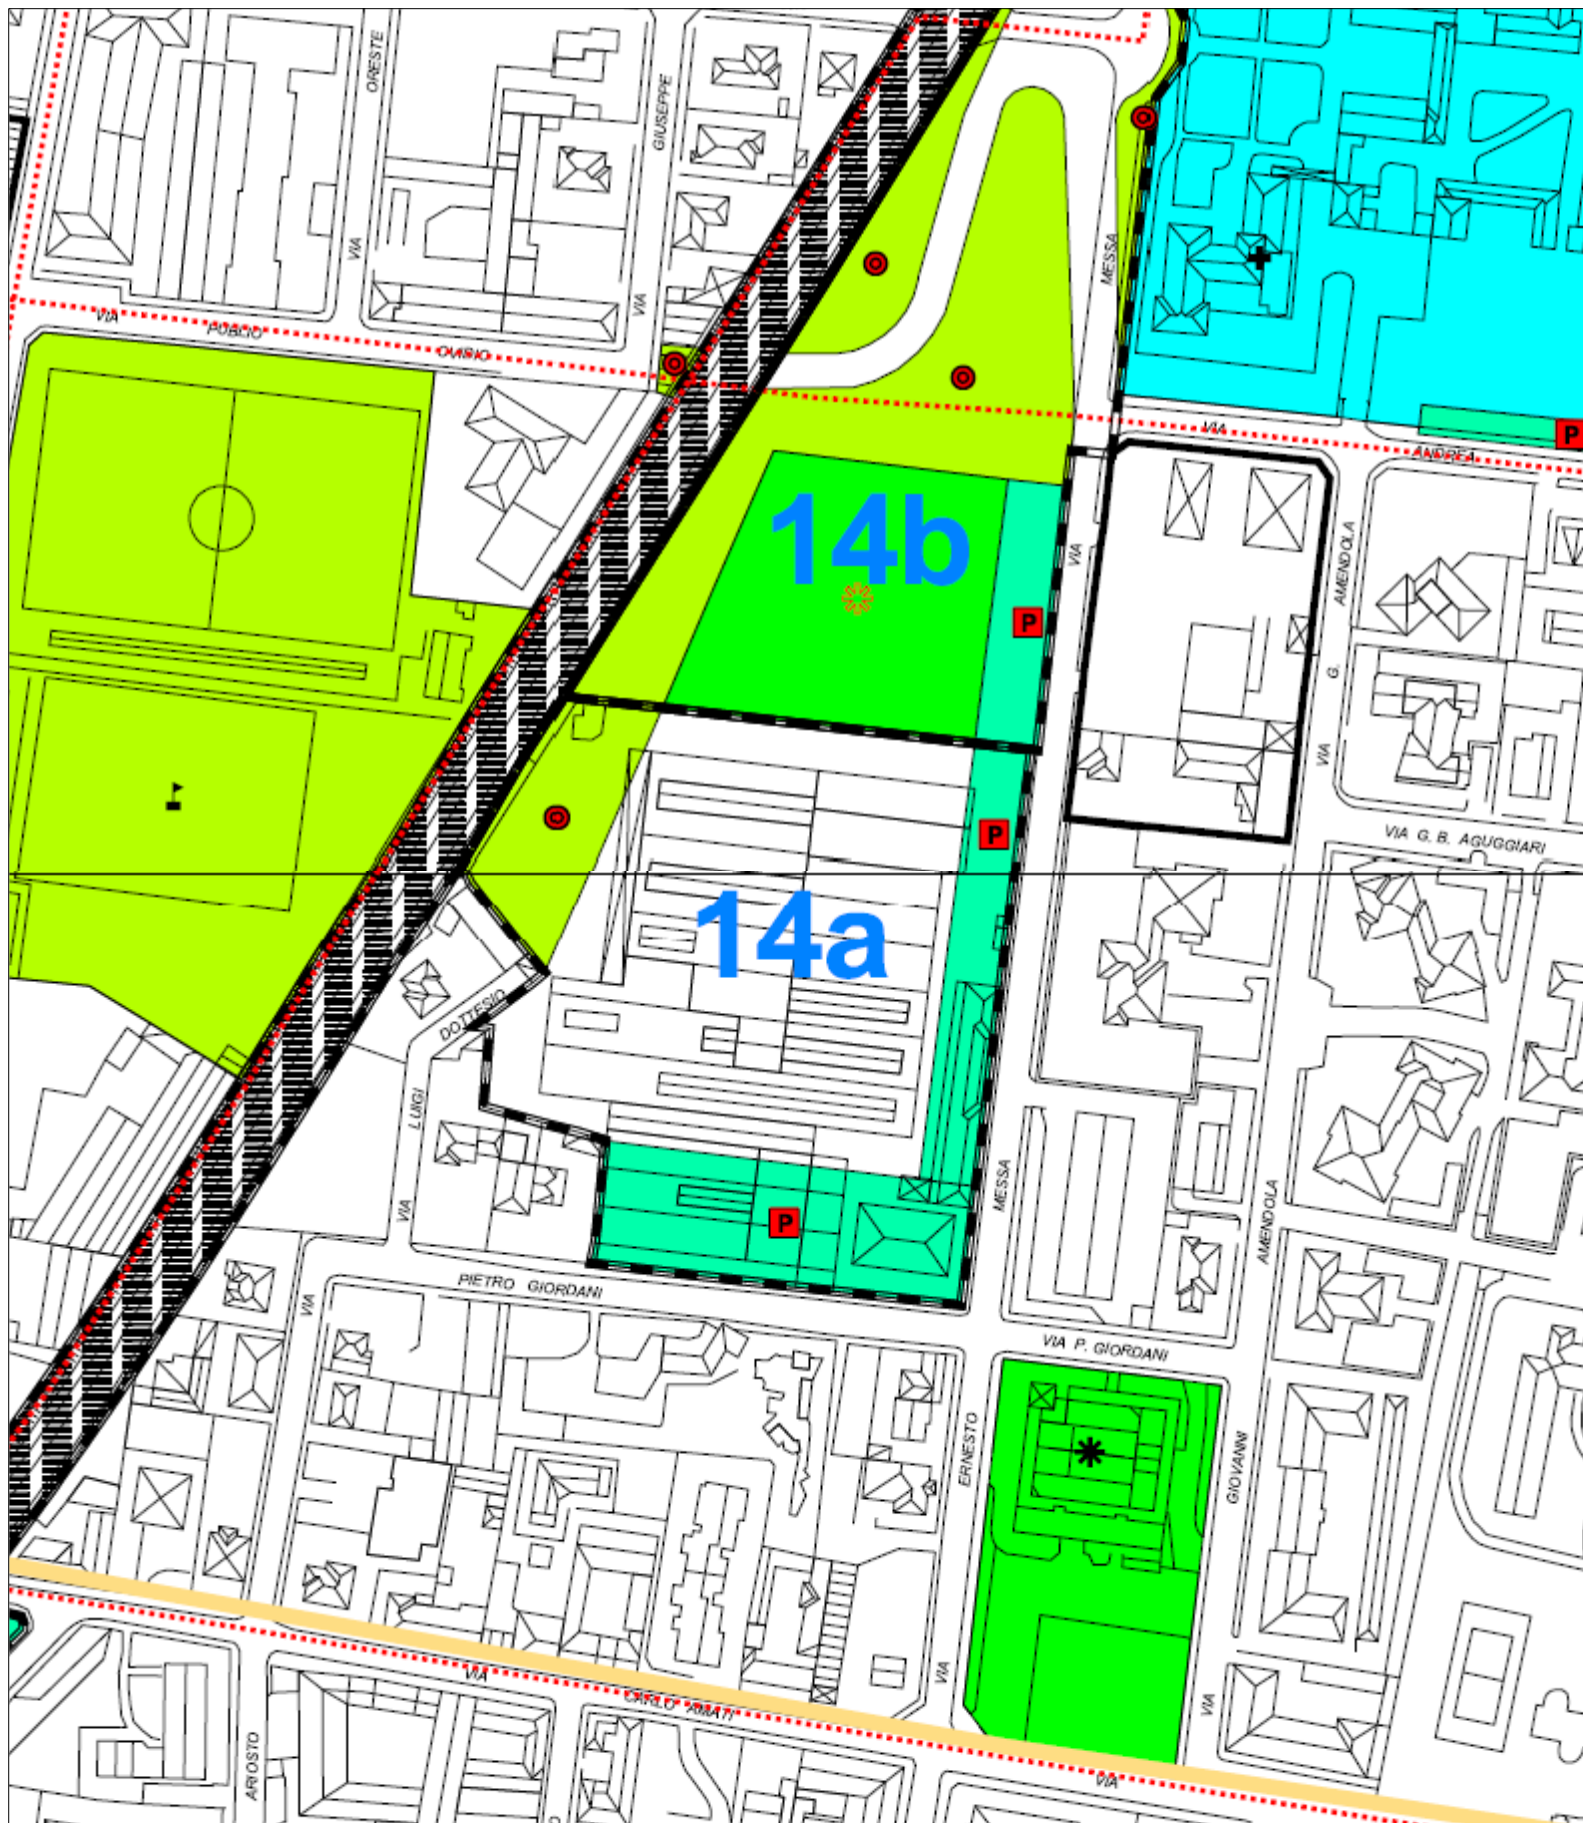 ORESTE
GIUSEPPE
VIA
VIA
MESSA
VIA
PUBLIO
OVIDIO
VIA
ANDREA
P
14b
P
VIA
AMENDOLA
G.
VIA
P
VIA G. B. AGUGGIARI
14a
DOTTESIO
LUIGI
VIA
MESSA
AMENDOLA
P
PIETRO GIORDANI
VIA
VIA P. GIORDANI
ERNESTO
GIOVANNI
VIA
VIA
VIA
CARLO AMATI
AROSTO
VIA